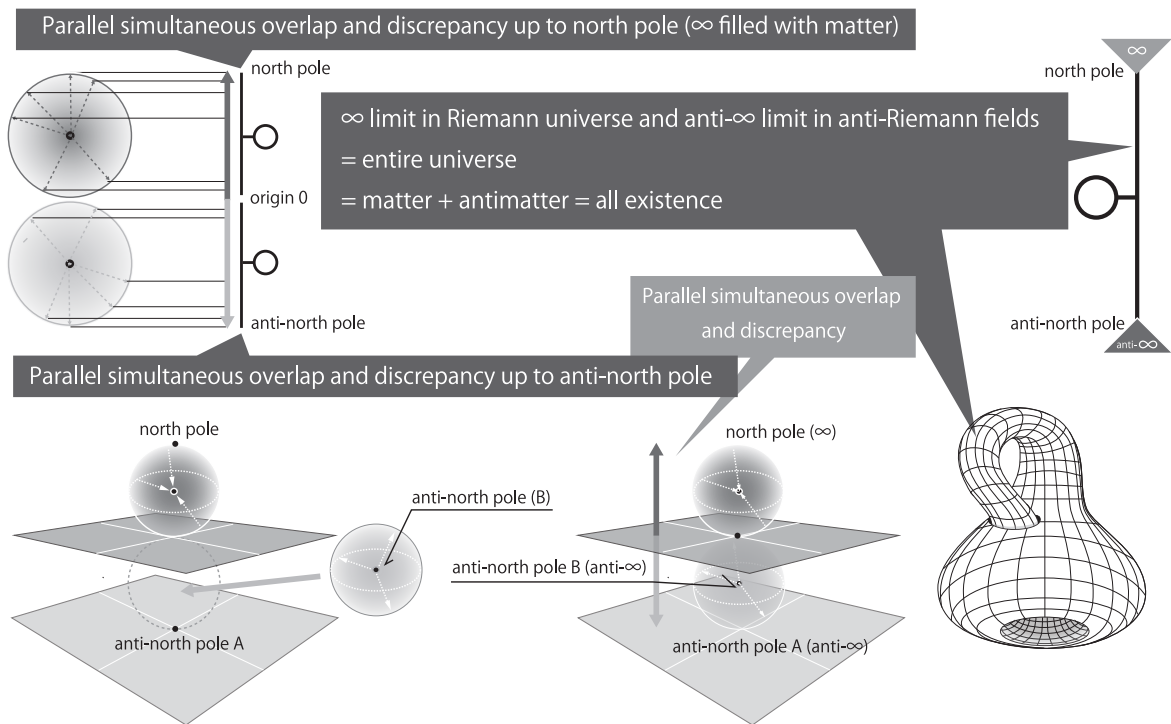 Parallel simultaneous overlap and discrepancy up to north pole (∞ filled with matter)
north pole
origin 0
anti-north pole
Parallel simultaneous overlap and discrepancy up to anti-north pole
∞ limit in Riemann universe and anti-∞ limit in anti-Riemann fields
= entire universe
= matter + antimatter = all existence
∞
north pole
anti-north pole
anti-∞
Parallel simultaneous overlap
and discrepancy
north pole
anti-north pole (B)
anti-north pole A
north pole (∞)
anti-north pole B (anti-∞)
anti-north pole A (anti-∞)